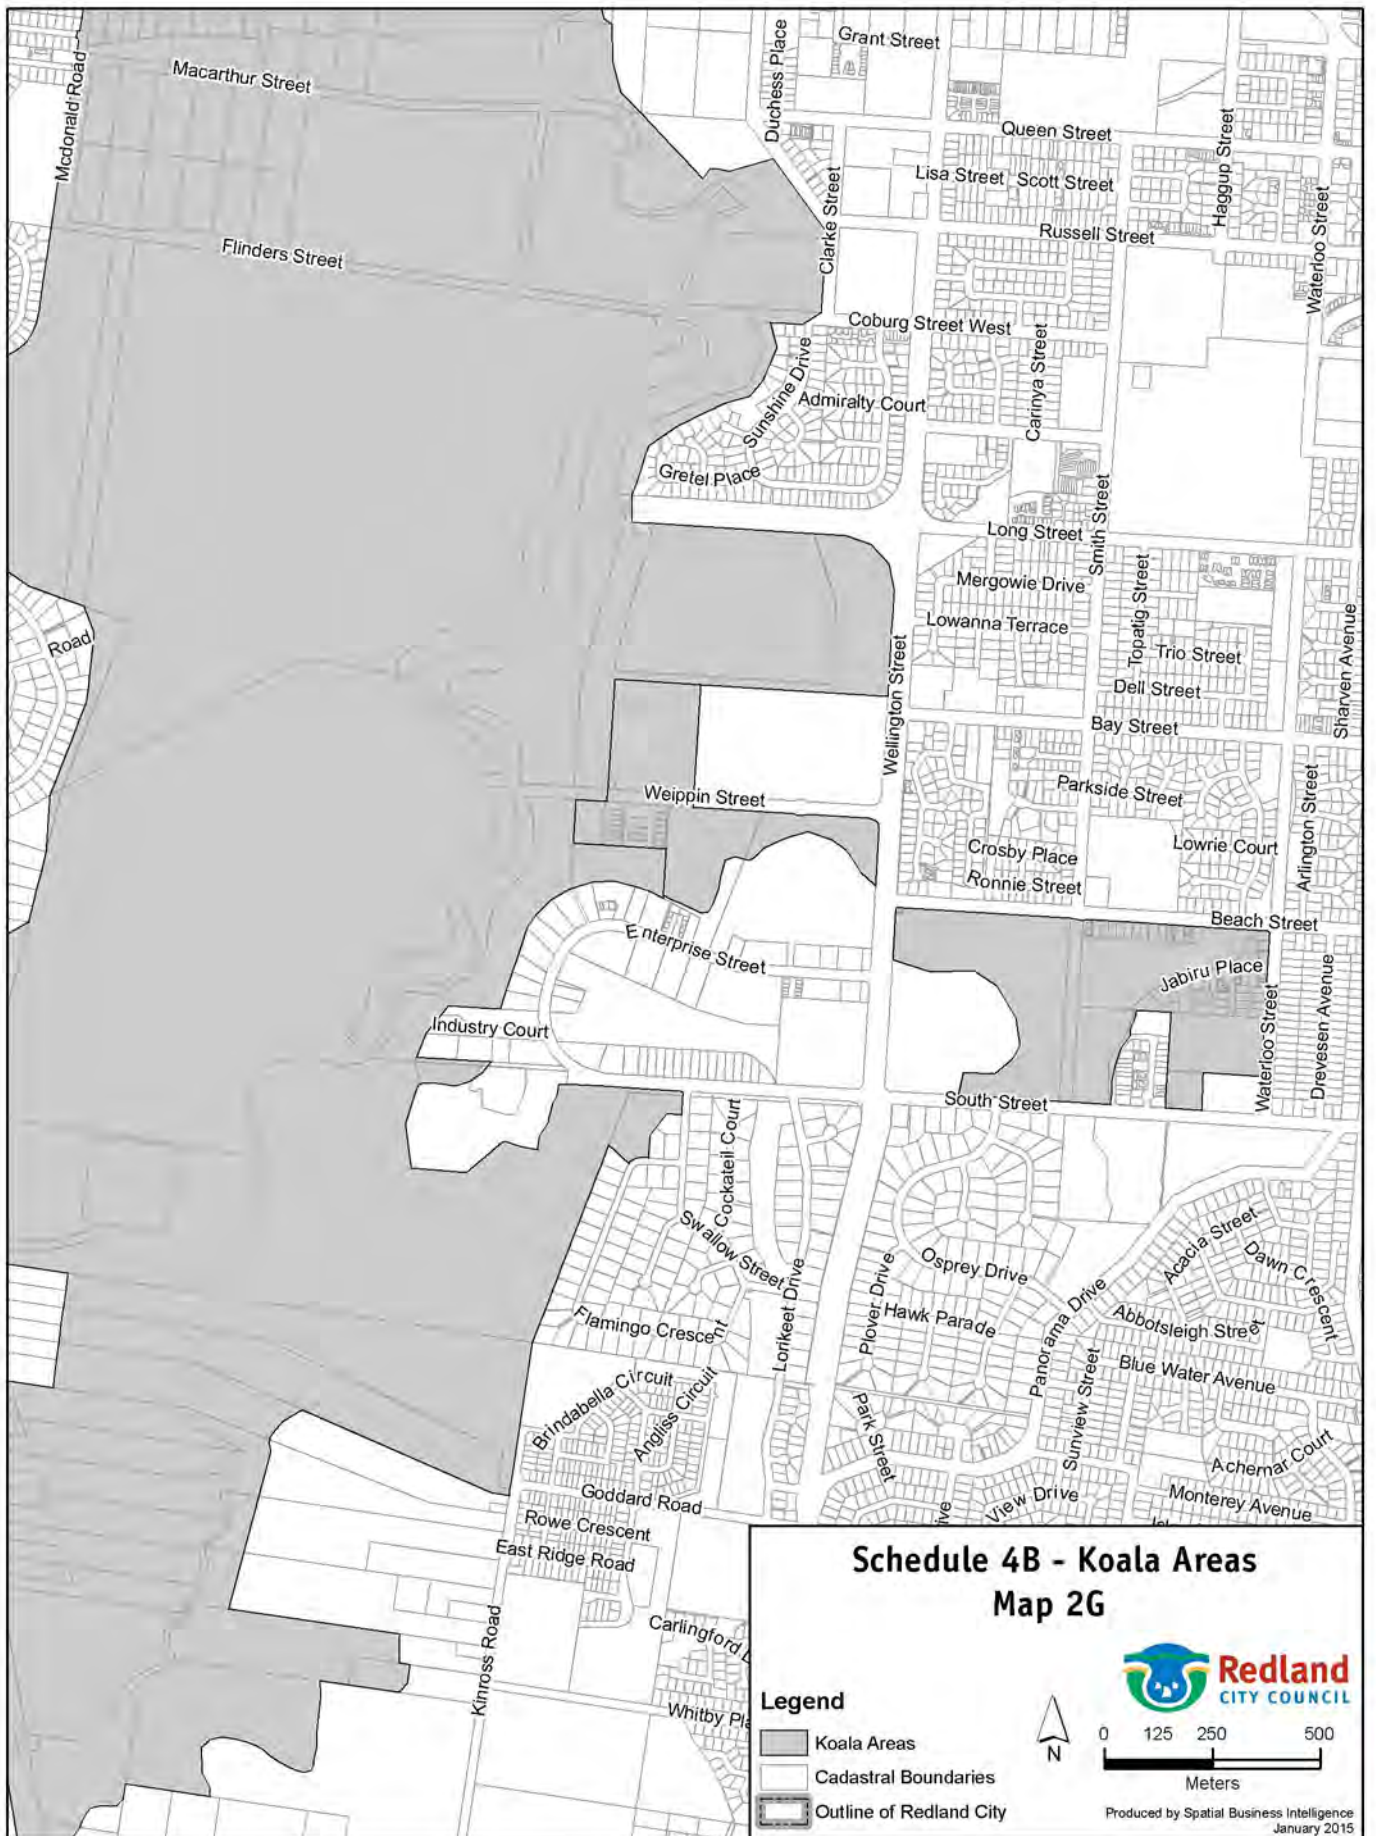 Grant Street
Duchess Place
Mcdonald Road
Macarthur Street
Queen Street
Haggup Street
Lisa Street
Scott Street
Clarke Street
Russell Street
Waterloo Street
Flinders Street
Coburg Street West
Carinya Street
Sunshine Drive
Admiralty Court
Gretel Place
Smith Street
Long Street
Mergowie Drive
Topatig Street
Lowanna Terrace
Sharven Avenue
Road
Trio Street
Wellington Street
Dell Street
Bay Street
Weippin Street
Parkside Street
Arlington Street
Crosby Place
Lowrie Court
Ronnie Street
Beach Street
Enterprise Street
Jabiru Place
Drevesen Avenue
Waterloo Street
Industry Court
South Street
Cockateil Court
Swallow Street
Acacia Street
Dawn Crescent
Osprey Drive
Plover Drive
Lorikeet Drive
Panorama Drive
Hawk Parade
Abbotsleigh Street
Flamingo Crescent
Blue Water Avenue
Sunview Street
Brindabella Circuit
Angliss Circuit
Park Street
Achernar Court
Goddard Road
View Drive
Monterey Avenue
ive
Rowe Crescent
East Ridge Road
Kinross Road
Carlingford
Whitby Pla
Schedule 4B - Koala Areas
Map 2G
Redland
CITY COUNCIL
Legend
Koala Areas
Cadastral Boundaries
Outline of Redland City
N
0 125 250 500
Meters
Produced by Spatial Business Intelligence
January 2015